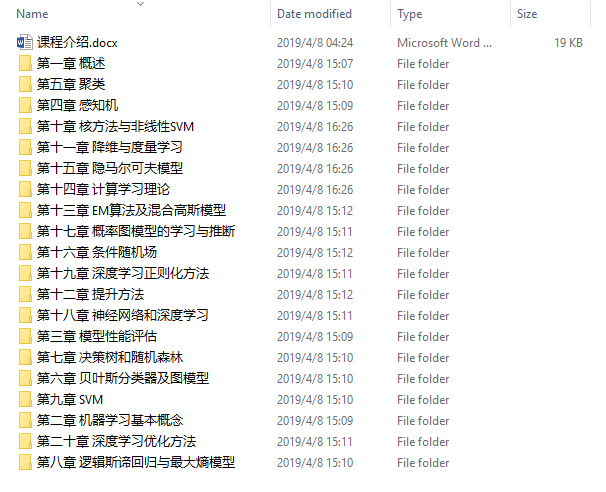 Name Date modified Type Size
课程介绍.docx 2019/4/8 04:24 Microsoft Word ... 19 KB
第一章 概述 2019/4/8 15:07 File folder
第五章 聚类 2019/4/8 15:10 File folder
第四章 感知机 2019/4/8 15:09 File folder
第十章 核方法与非线性SVM 2019/4/8 16:26 File folder
第十一章 降维与度量学习 2019/4/8 16:26 File folder
第十五章 隐马尔可夫模型 2019/4/8 16:26 File folder
第十四章 计算学习理论 2019/4/8 16:26 File folder
第十三章 EM算法及混合高斯模型 2019/4/8 15:12 File folder
第十七章 概率图模型的学习与推断 2019/4/8 15:11 File folder
第十六章 条件随机场 2019/4/8 15:12 File folder
第十九章 深度学习正则化方法 2019/4/8 15:11 File folder
第十二章 提升方法 2019/4/8 15:12 File folder
第十八章 神经网络和深度学习 2019/4/8 15:11 File folder
第三章 模型性能评估 2019/4/8 15:09 File folder
第七章 决策树和随机森林 2019/4/8 15:10 File folder
第六章 贝叶斯分类器及图模型 2019/4/8 15:10 File folder
第九章 SVM 2019/4/8 15:10 File folder
第二章 机器学习基本概念 2019/4/8 15:09 File folder
第二十章 深度学习优化方法 2019/4/8 15:11 File folder
第八章 逻辑斯谛回归与最大熵模型 2019/4/8 15:10 File folder